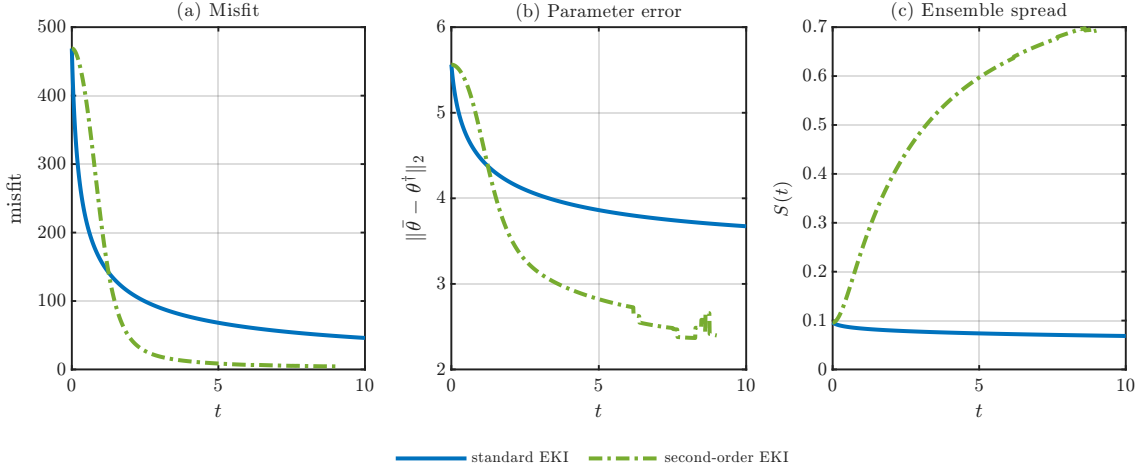 (a) Misfit
500
400
300
200
100
0
0
5
10
misfit
t
(b) Parameter error
6
5
4
3
2
0
5
10
‖θ̄ − θ†‖₂
t
(c) Ensemble spread
0.7
0.6
0.5
0.4
0.3
0.2
0.1
0
0
5
10
S(t)
t
standard EKI
second-order EKI